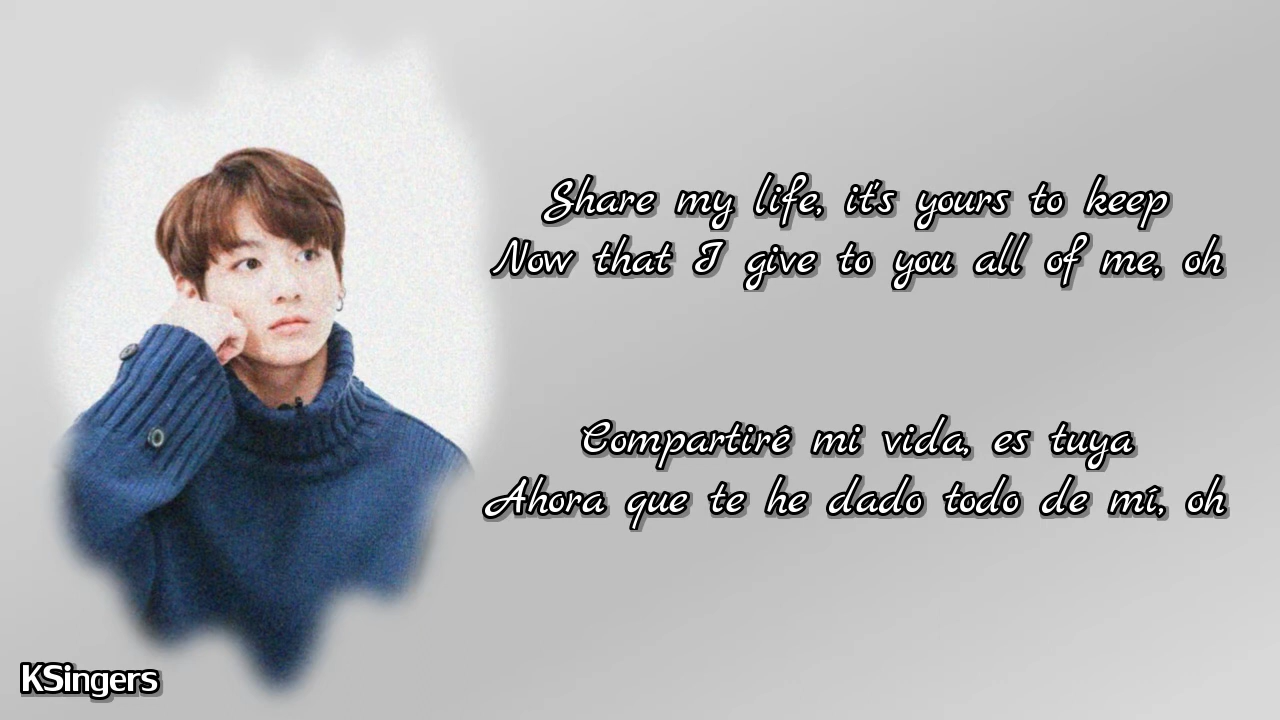 Share my life, it's yours to keep
Now that I give to you all of me, oh
Compartiré mi vida, es tuya
Ahora que te he dado todo de mí, oh
KSingers